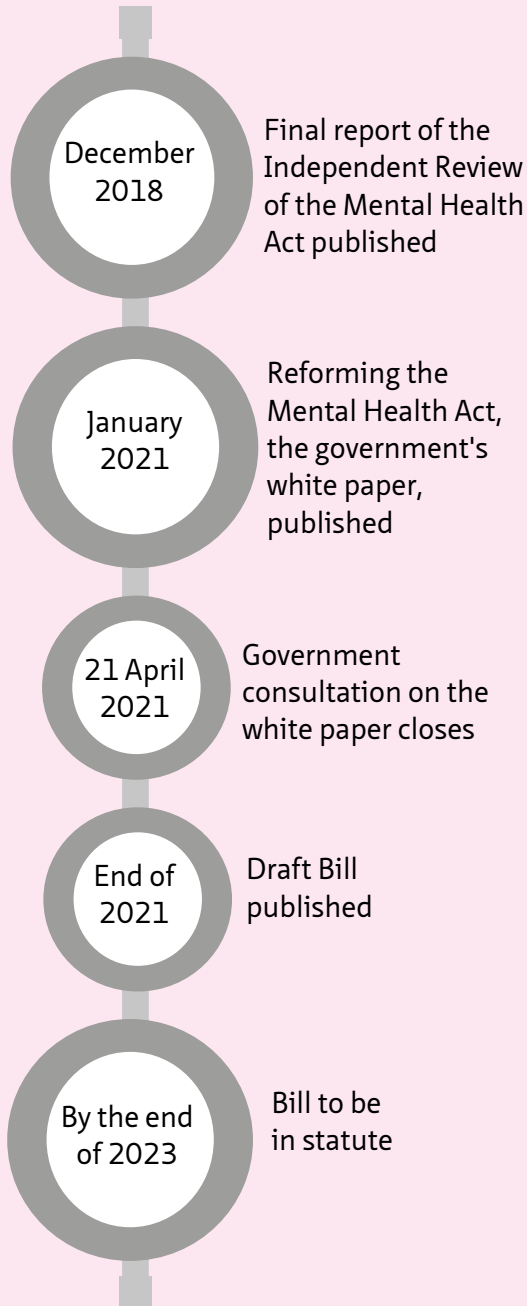 December
2018
Final report of the
Independent Review
of the Mental Health
Act published
January
2021
Reforming the
Mental Health Act,
the government's
white paper,
published
21 April
2021
Government
consultation on the
white paper closes
End of
2021
Draft Bill
published
By the end
of 2023
Bill to be
in statute